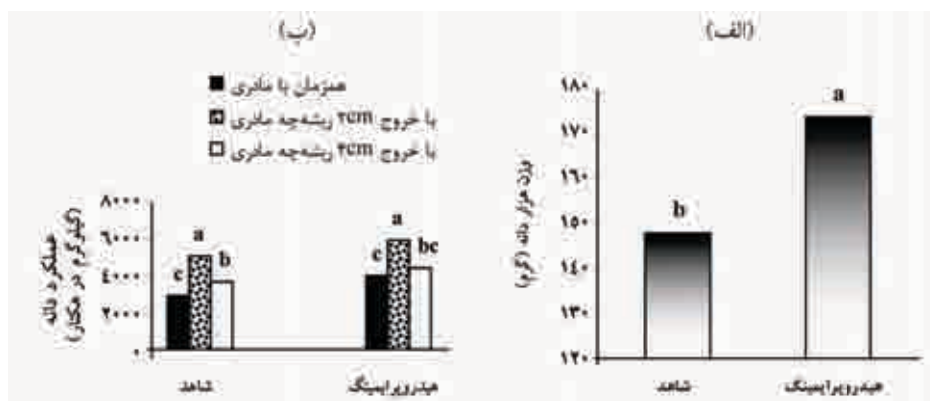 (الف)
۱۸۰
۱۷۰
۱۶۰
۱۵۰
۱۴۰
۱۳۰
۱۲۰
وزن هزار دانه (گرم)
a
b
شاهد
هیدروپرایمینگ
(ب)
همزمان با مادری
با خروج ۲cm ریشه‌چه مادری
با خروج ۴cm ریشه‌چه مادری
۸۰۰۰
۶۰۰۰
۴۰۰۰
۲۰۰۰
۰
عملکرد دانه
(کیلوگرم در هکتار)
c
a
b
c
a
bc
شاهد
هیدروپرایمینگ